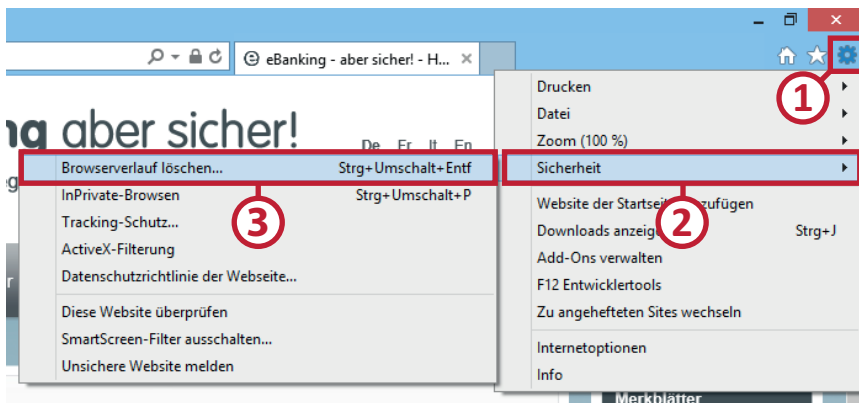 eBanking - aber sicher! - H...
1
Drucken
Datei
Zoom (100 %)
Sicherheit
2
Website der Startseite
zufügen
Downloads
Strg+J
Add-Ons verwalten
F12 Entwicklertools
Zu angehefteten Sites wechseln
Internetoptionen
Info
ng aber sicher!
De Fr It En
Browserverlauf löschen... Strg+Umschalt+Entf
3
InPrivate-Browsen Strg+Umschalt+P
Tracking-Schutz...
ActiveX-Filterung
Datenschutzrichtlinie der Webseite...
Diese Website überprüfen
SmartScreen-Filter ausschalten...
Unsichere Website melden
Merkblätter